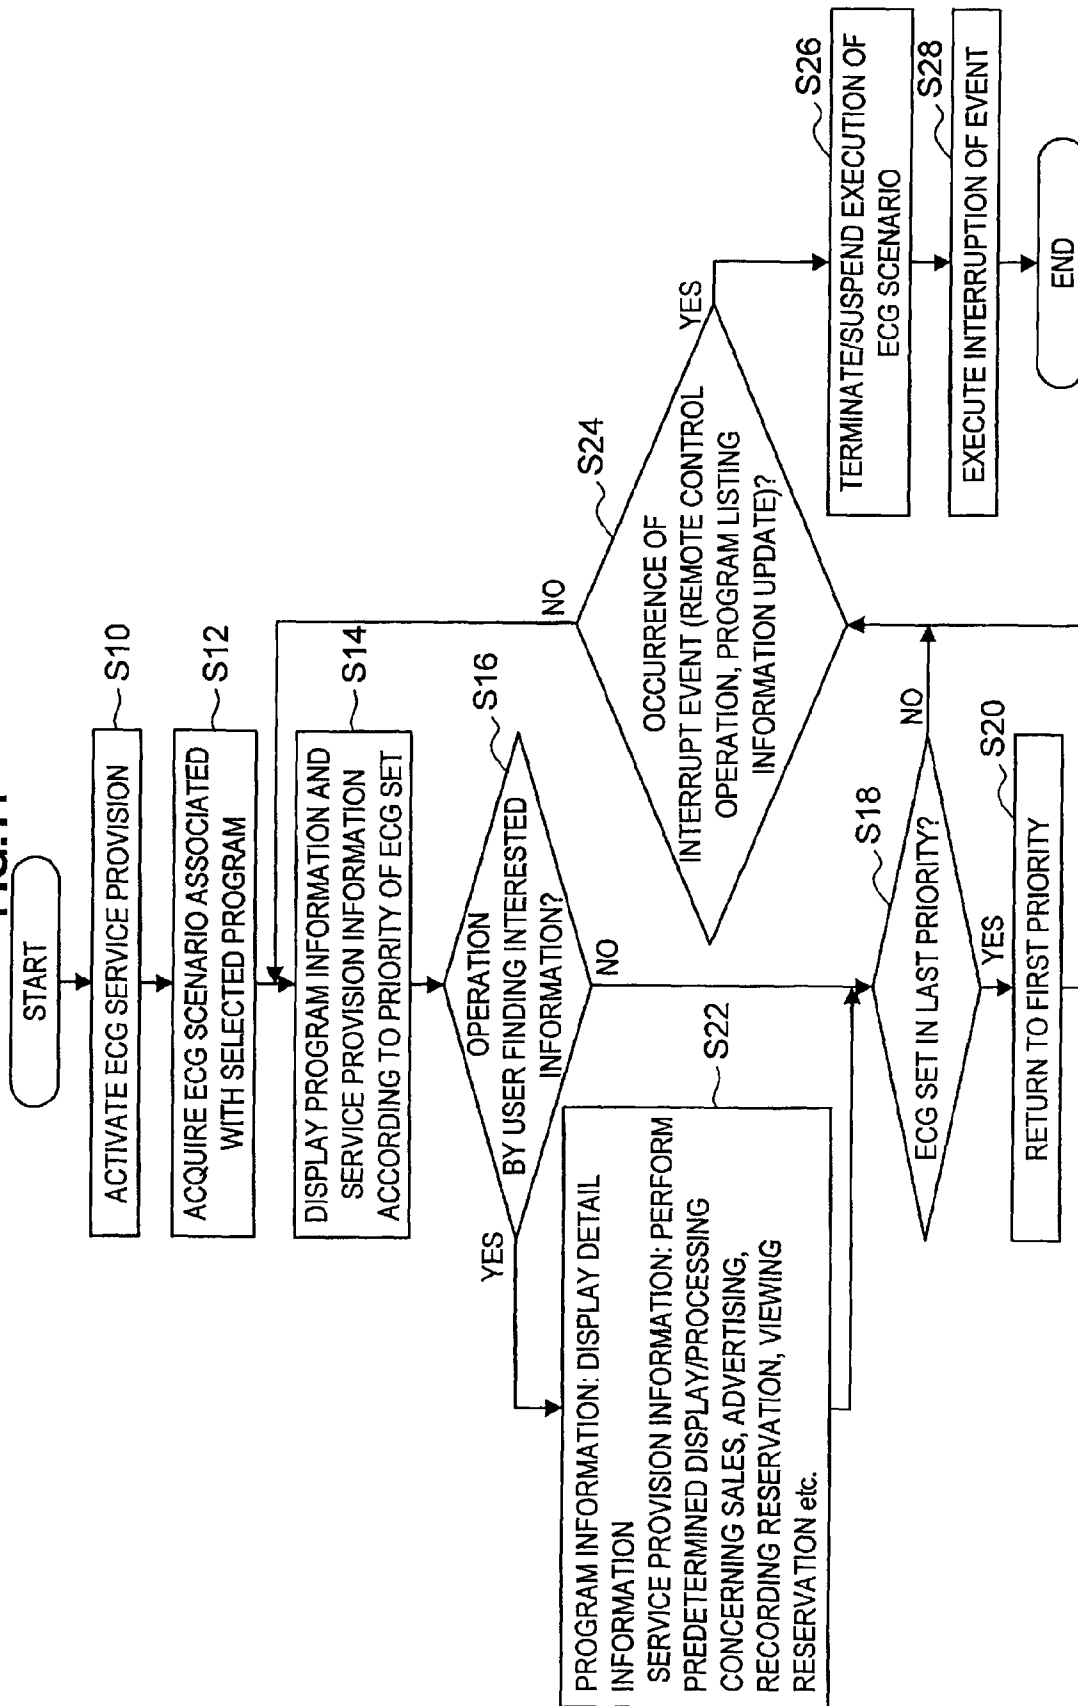 START
ACTIVATE ECG SERVICE PROVISION
S10
ACQUIRE ECG SCENARIO ASSOCIATED
WITH SELECTED PROGRAM
S12
DISPLAY PROGRAM INFORMATION AND
SERVICE PROVISION INFORMATION
ACCORDING TO PRIORITY OF ECG SET
S14
OPERATION
BY USER FINDING INTERESTED
INFORMATION?
S16
YES
NO
PROGRAM INFORMATION: DISPLAY DETAIL
INFORMATION
SERVICE PROVISION INFORMATION: PERFORM
PREDETERMINED DISPLAY/PROCESSING
CONCERNING SALES, ADVERTISING,
RECORDING RESERVATION, VIEWING
RESERVATION etc.
S22
ECG SET IN LAST PRIORITY?
S18
NO
YES
RETURN TO FIRST PRIORITY
S20
OCCURRENCE OF
INTERRUPT EVENT (REMOTE CONTROL
OPERATION, PROGRAM LISTING
INFORMATION UPDATE)?
S24
NO
YES
TERMINATE/SUSPEND EXECUTION OF
ECG SCENARIO
S26
EXECUTE INTERRUPTION OF EVENT
S28
END